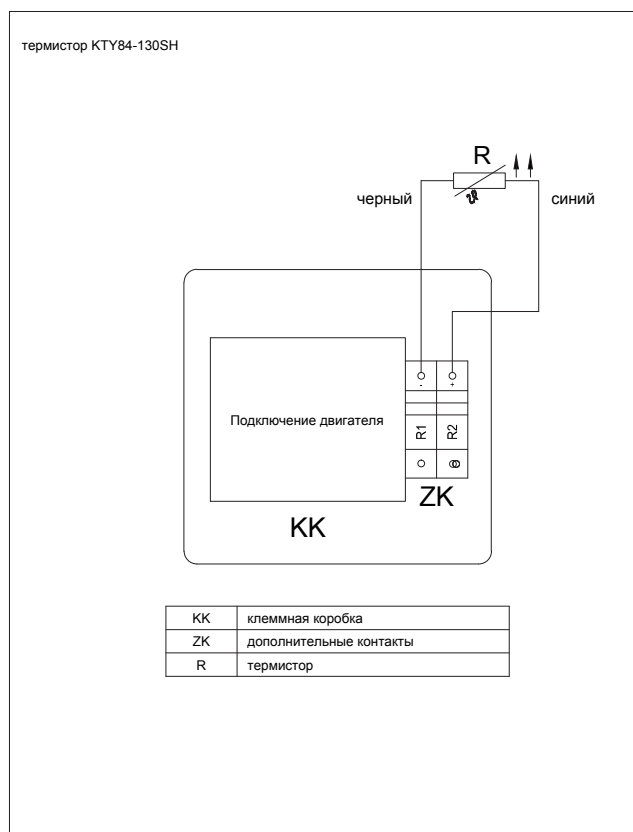 термистор KTY84-130SH
R
черный
синий
- +
Подключение двигателя
R1 R2
ZK
KK
KK клеммная коробка
ZK дополнительные контакты
R термистор